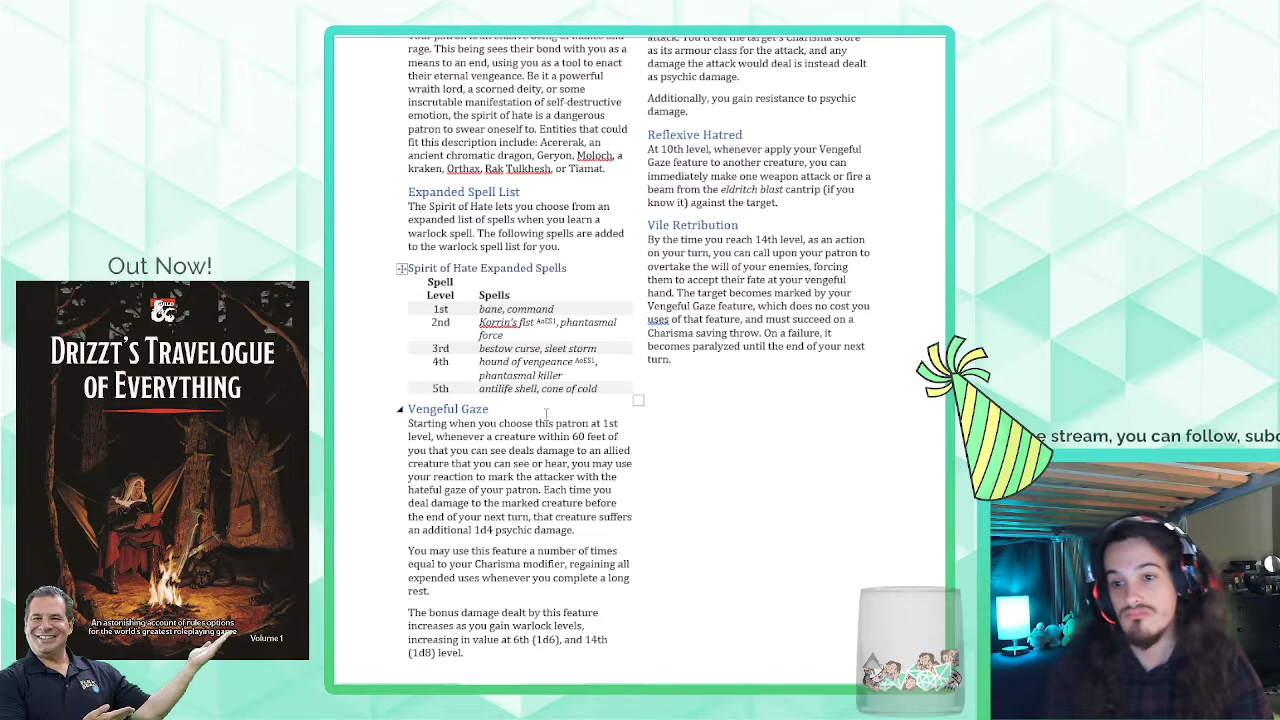 Out Now!
DRIZZT'S TRAVELOGUE
OF EVERYTHING
An astonishing account of rules options
for the world's greatest roleplaying game
Volume 1
rage. This being sees their bond with you as a
means to an end, using you as a tool to enact
their eternal vengeance. Be it a powerful
wraith lord, a scorned deity, or some
inscrutable manifestation of self-destructive
emotion, the spirit of hate is a dangerous
patron to swear oneself to. Entities that could
fit this description include: Acererak, an
ancient chromatic dragon, Geryon, Moloch, a
kraken, Orthax, Rak Tulkhesh, or Tiamat.
Expanded Spell List
The Spirit of Hate lets you choose from an
expanded list of spells when you learn a
warlock spell. The following spells are added
to the warlock spell list for you.
Spirit of Hate Expanded Spells
Spell
Level Spells
1st bane, command
2nd Korrin's fist AoES1, phantasmal
force
3rd bestow curse, sleet storm
4th hound of vengeance AoES1,
phantasmal killer
5th antilife shell, cone of cold
Vengeful Gaze
Starting when you choose this patron at 1st
level, whenever a creature within 60 feet of
you that you can see deals damage to an allied
creature that you can see or hear, you may use
your reaction to mark the attacker with the
hateful gaze of your patron. Each time you
deal damage to the marked creature before
the end of your next turn, that creature suffers
an additional 1d4 psychic damage.
You may use this feature a number of times
equal to your Charisma modifier, regaining all
expended uses whenever you complete a long
rest.
The bonus damage dealt by this feature
increases as you gain warlock levels,
increasing in value at 6th (1d6), and 14th
(1d8) level.
attack. You treat the target's Charisma score
as its armour class for the attack, and any
damage the attack would deal is instead dealt
as psychic damage.
Additionally, you gain resistance to psychic
damage.
Reflexive Hatred
At 10th level, whenever apply your Vengeful
Gaze feature to another creature, you can
immediately make one weapon attack or fire a
beam from the eldritch blast cantrip (if you
know it) against the target.
Vile Retribution
By the time you reach 14th level, as an action
on your turn, you can call upon your patron to
overtake the will of your enemies, forcing
them to accept their fate at your vengeful
hand. The target becomes marked by your
Vengeful Gaze feature, which does no cost you
uses of that feature, and must succeed on a
Charisma saving throw. On a failure, it
becomes paralyzed until the end of your next
turn.
e stream, you can follow, subs